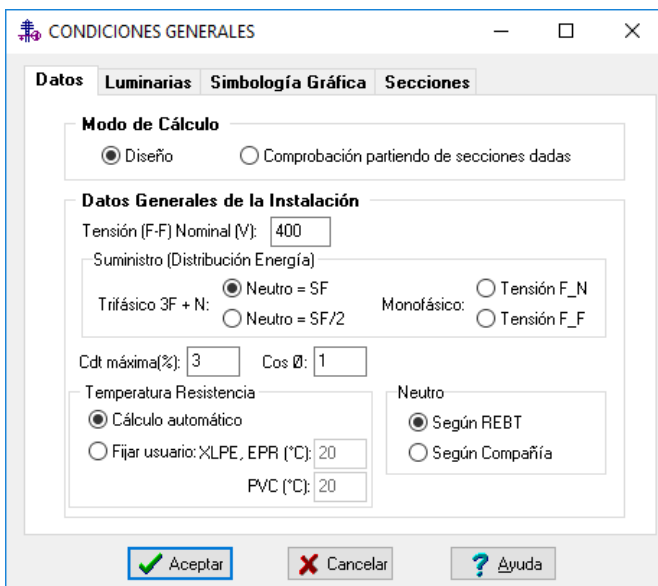 CONDICIONES GENERALES
Datos Luminarias Simbología Gráfica Secciones
Modo de Cálculo
Diseño Comprobación partiendo de secciones dadas
Datos Generales de la Instalación
Tensión (F-F) Nominal (V): 400
Suministro (Distribución Energía)
Trifásico 3F + N: Neutro = SF Monofásico: Tensión F_N
Neutro = SF/2 Tensión F_F
Cdt máxima(%): 3 Cos Ø: 1
Temperatura Resistencia Neutro
Cálculo automático Según REBT
Fijar usuario: XLPE, EPR (°C): 20 Según Compañía
PVC (°C): 20
Aceptar Cancelar Ayuda